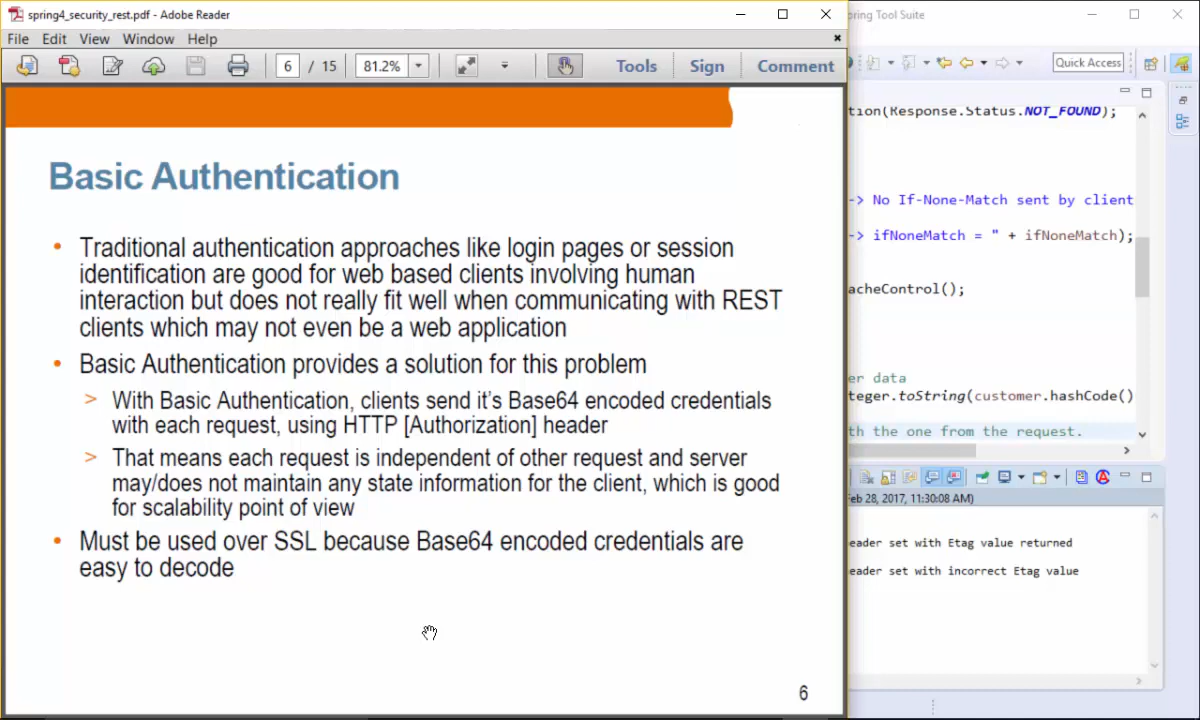 spring4_security_rest.pdf - Adobe Reader
File Edit View Window Help
6 / 15 81.2% Tools Sign Comment
Basic Authentication
• Traditional authentication approaches like login pages or session
identification are good for web based clients involving human
interaction but does not really fit well when communicating with REST
clients which may not even be a web application
• Basic Authentication provides a solution for this problem
> With Basic Authentication, clients send it's Base64 encoded credentials
with each request, using HTTP [Authorization] header
> That means each request is independent of other request and server
may/does not maintain any state information for the client, which is good
for scalability point of view
• Must be used over SSL because Base64 encoded credentials are
easy to decode
6
ring Tool Suite
Quick Access
tion(Response.Status.NOT_FOUND);
-> No If-None-Match sent by client
-> ifNoneMatch = " + ifNoneMatch);
acheControl();
er data
teger.toString(customer.hashCode()
th the one from the request.
Feb 28, 2017, 11:30:08 AM)
eader set with Etag value returned
eader set with incorrect Etag value